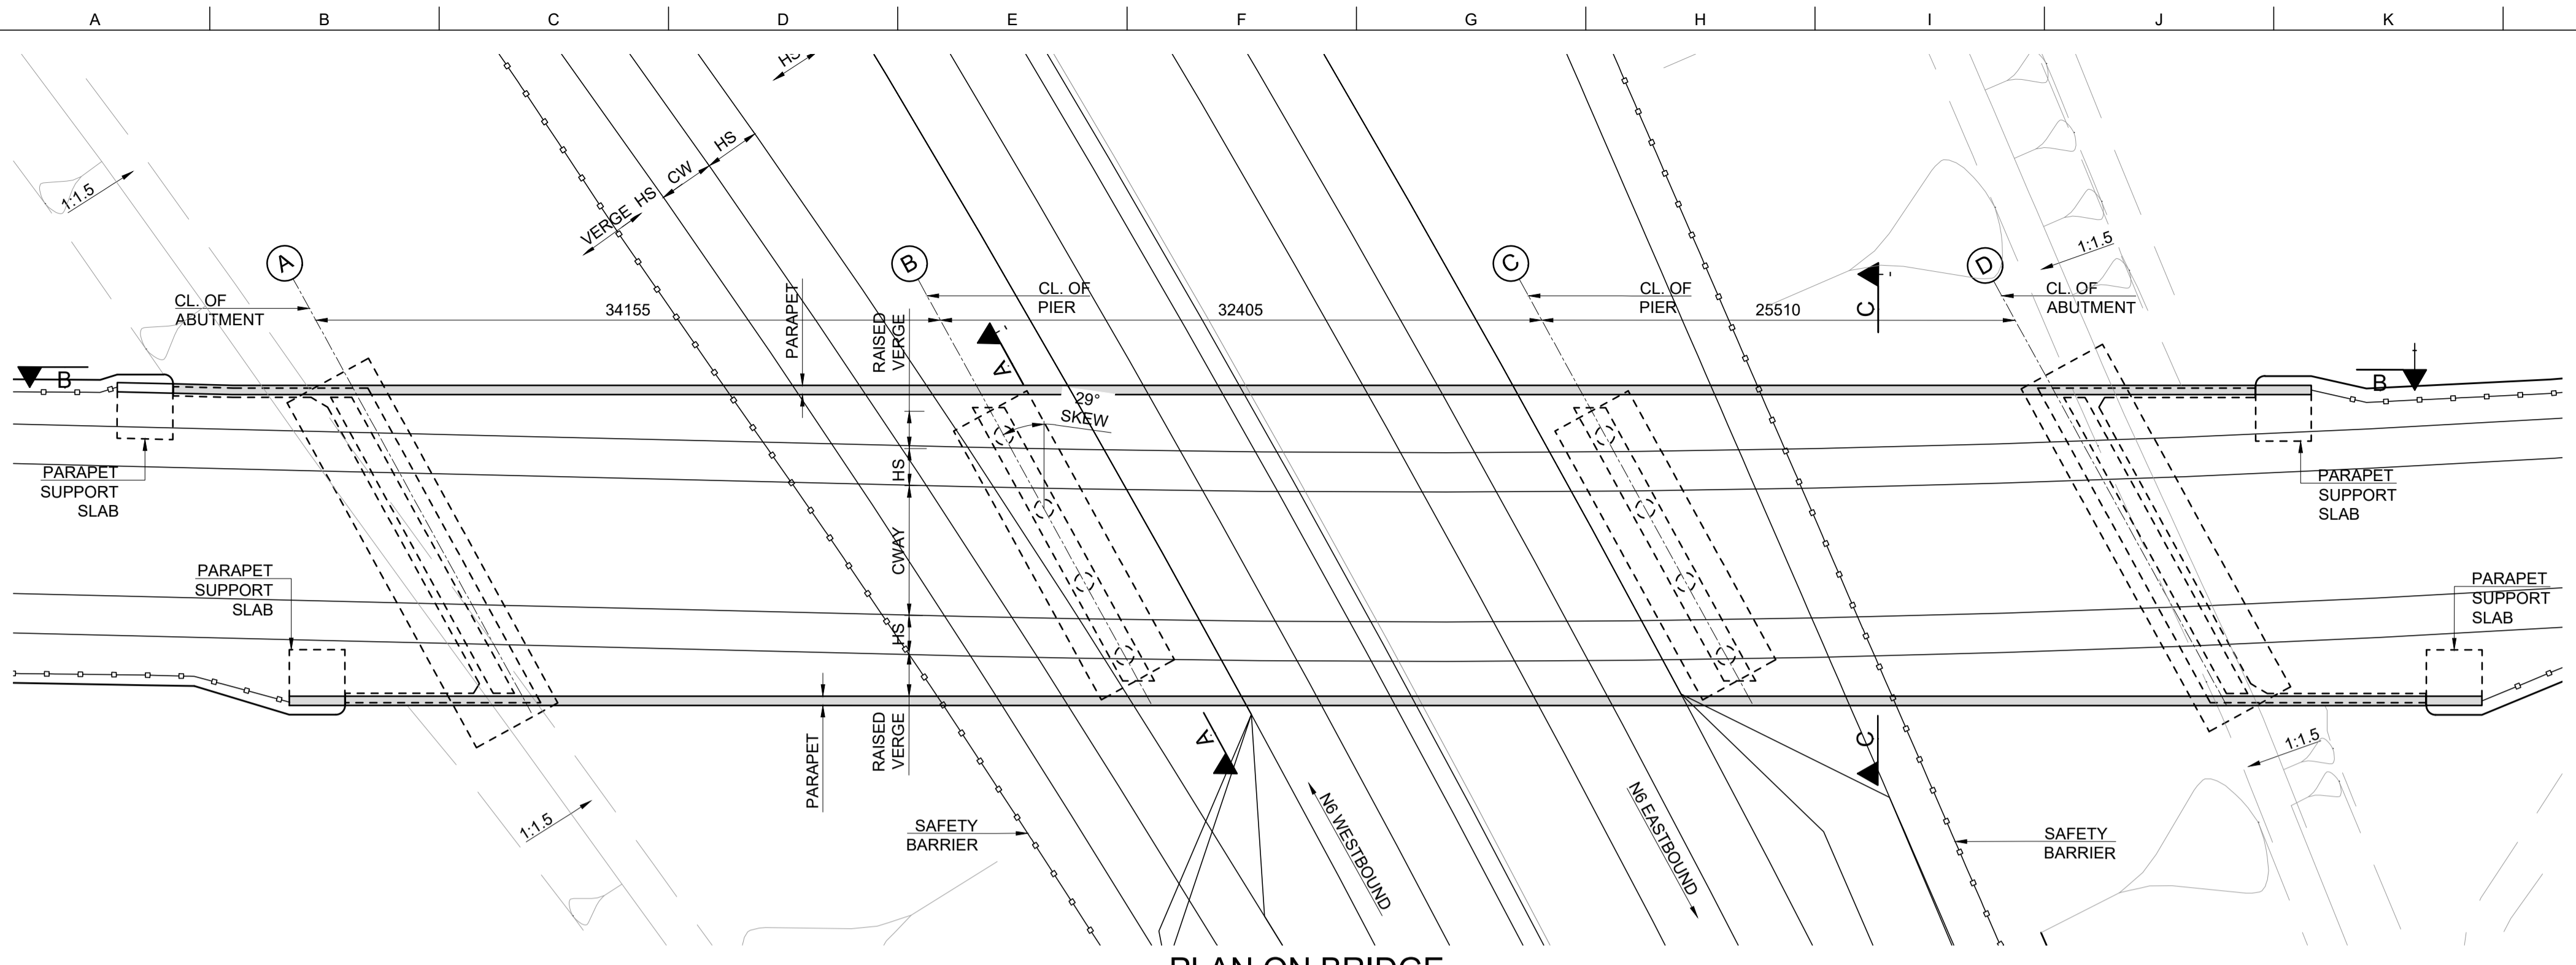 A B C D E F G H I J K
HS
HS
CW
HS
VERGE
1:1.5
1:1.5
A
B
C
D
CL. OF
ABUTMENT
34155
PARAPET
RAISED
VERGE
CL. OF
PIER
32405
CL. OF
PIER
25510
C
CL. OF
ABUTMENT
A
B
B
29°
SKEW
PARAPET
SUPPORT
SLAB
HS
PARAPET
SUPPORT
SLAB
CWAY
PARAPET
SUPPORT
SLAB
PARAPET
SUPPORT
SLAB
HS
PARAPET
RAISED
VERGE
A
C
1:1.5
1:1.5
SAFETY
BARRIER
N6 WESTBOUND
N6 EASTBOUND
SAFETY
BARRIER
PLAN ON BRIDGE